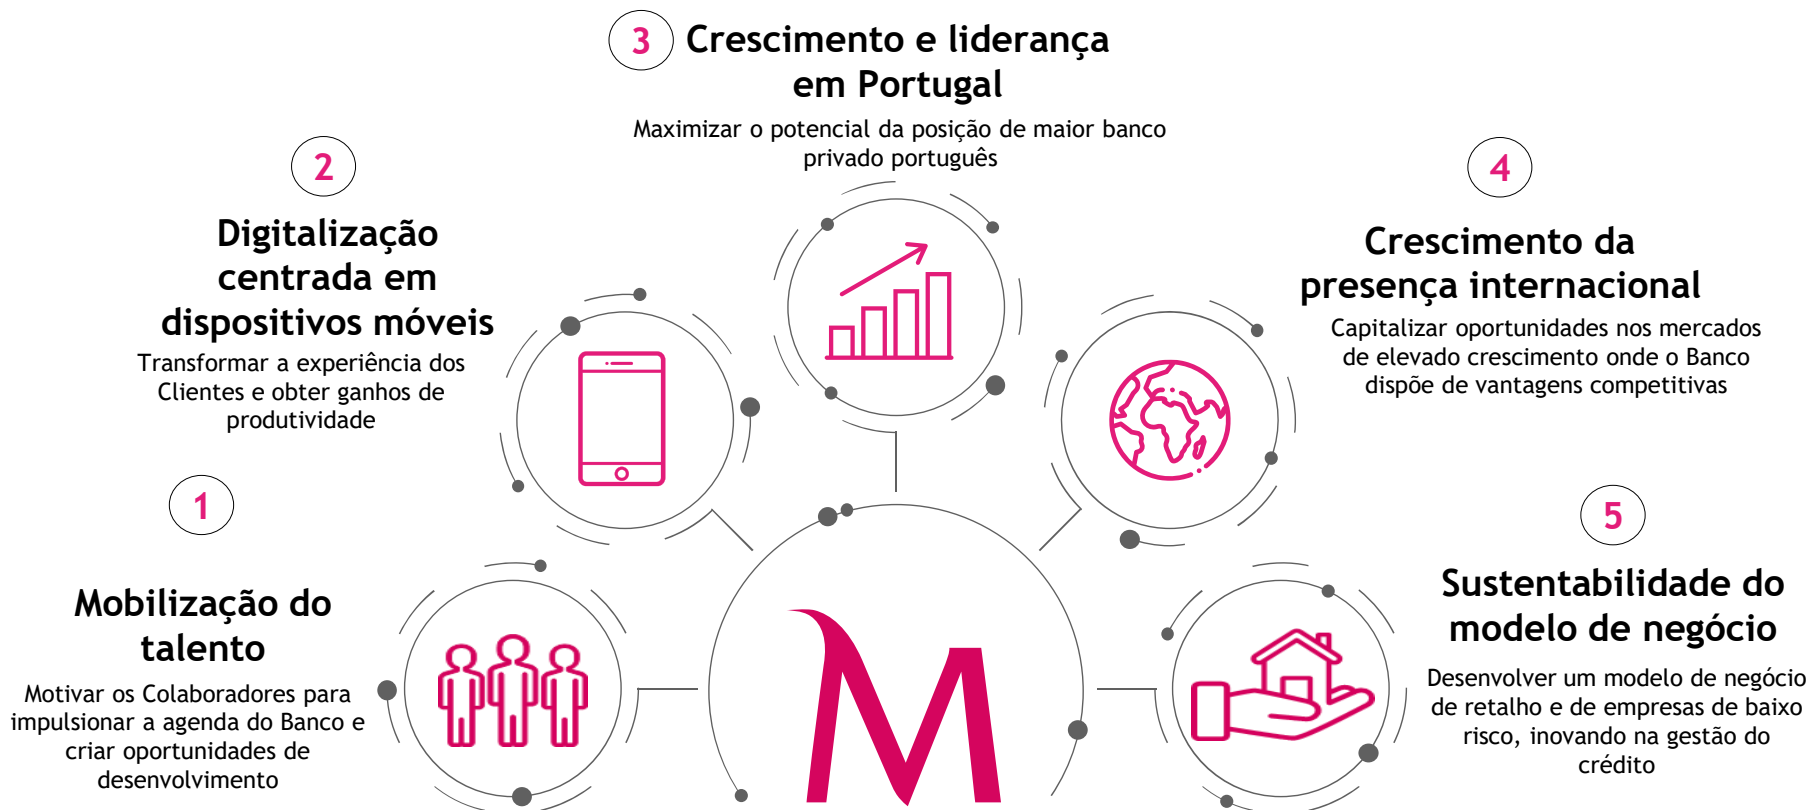 1
Mobilização do
talento
Motivar os Colaboradores para
impulsionar a agenda do Banco e
criar oportunidades de
desenvolvimento
2
Digitalização
centrada em
dispositivos móveis
Transformar a experiência dos
Clientes e obter ganhos de
produtividade
3
Crescimento e liderança
em Portugal
Maximizar o potencial da posição de maior banco
privado português
4
Crescimento da
presença internacional
Capitalizar oportunidades nos mercados
de elevado crescimento onde o Banco
dispõe de vantagens competitivas
5
Sustentabilidade do
modelo de negócio
Desenvolver um modelo de negócio
de retalho e de empresas de baixo
risco, inovando na gestão do
crédito
M